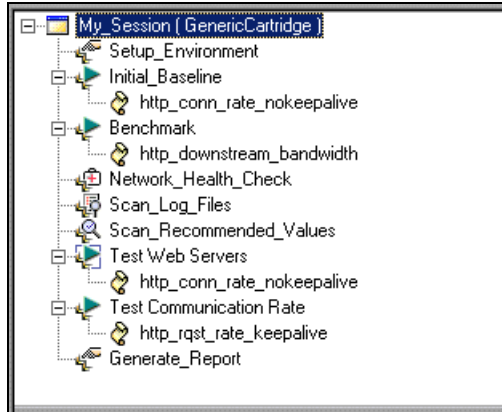 My_Session ( GenericCartridge )
Setup_Environment
Initial_Baseline
http_conn_rate_nokeepalive
Benchmark
http_downstream_bandwidth
Network_Health_Check
Scan_Log_Files
Scan_Recommended_Values
Test Web Servers
http_conn_rate_nokeepalive
Test Communication Rate
http_rqst_rate_keepalive
Generate_Report